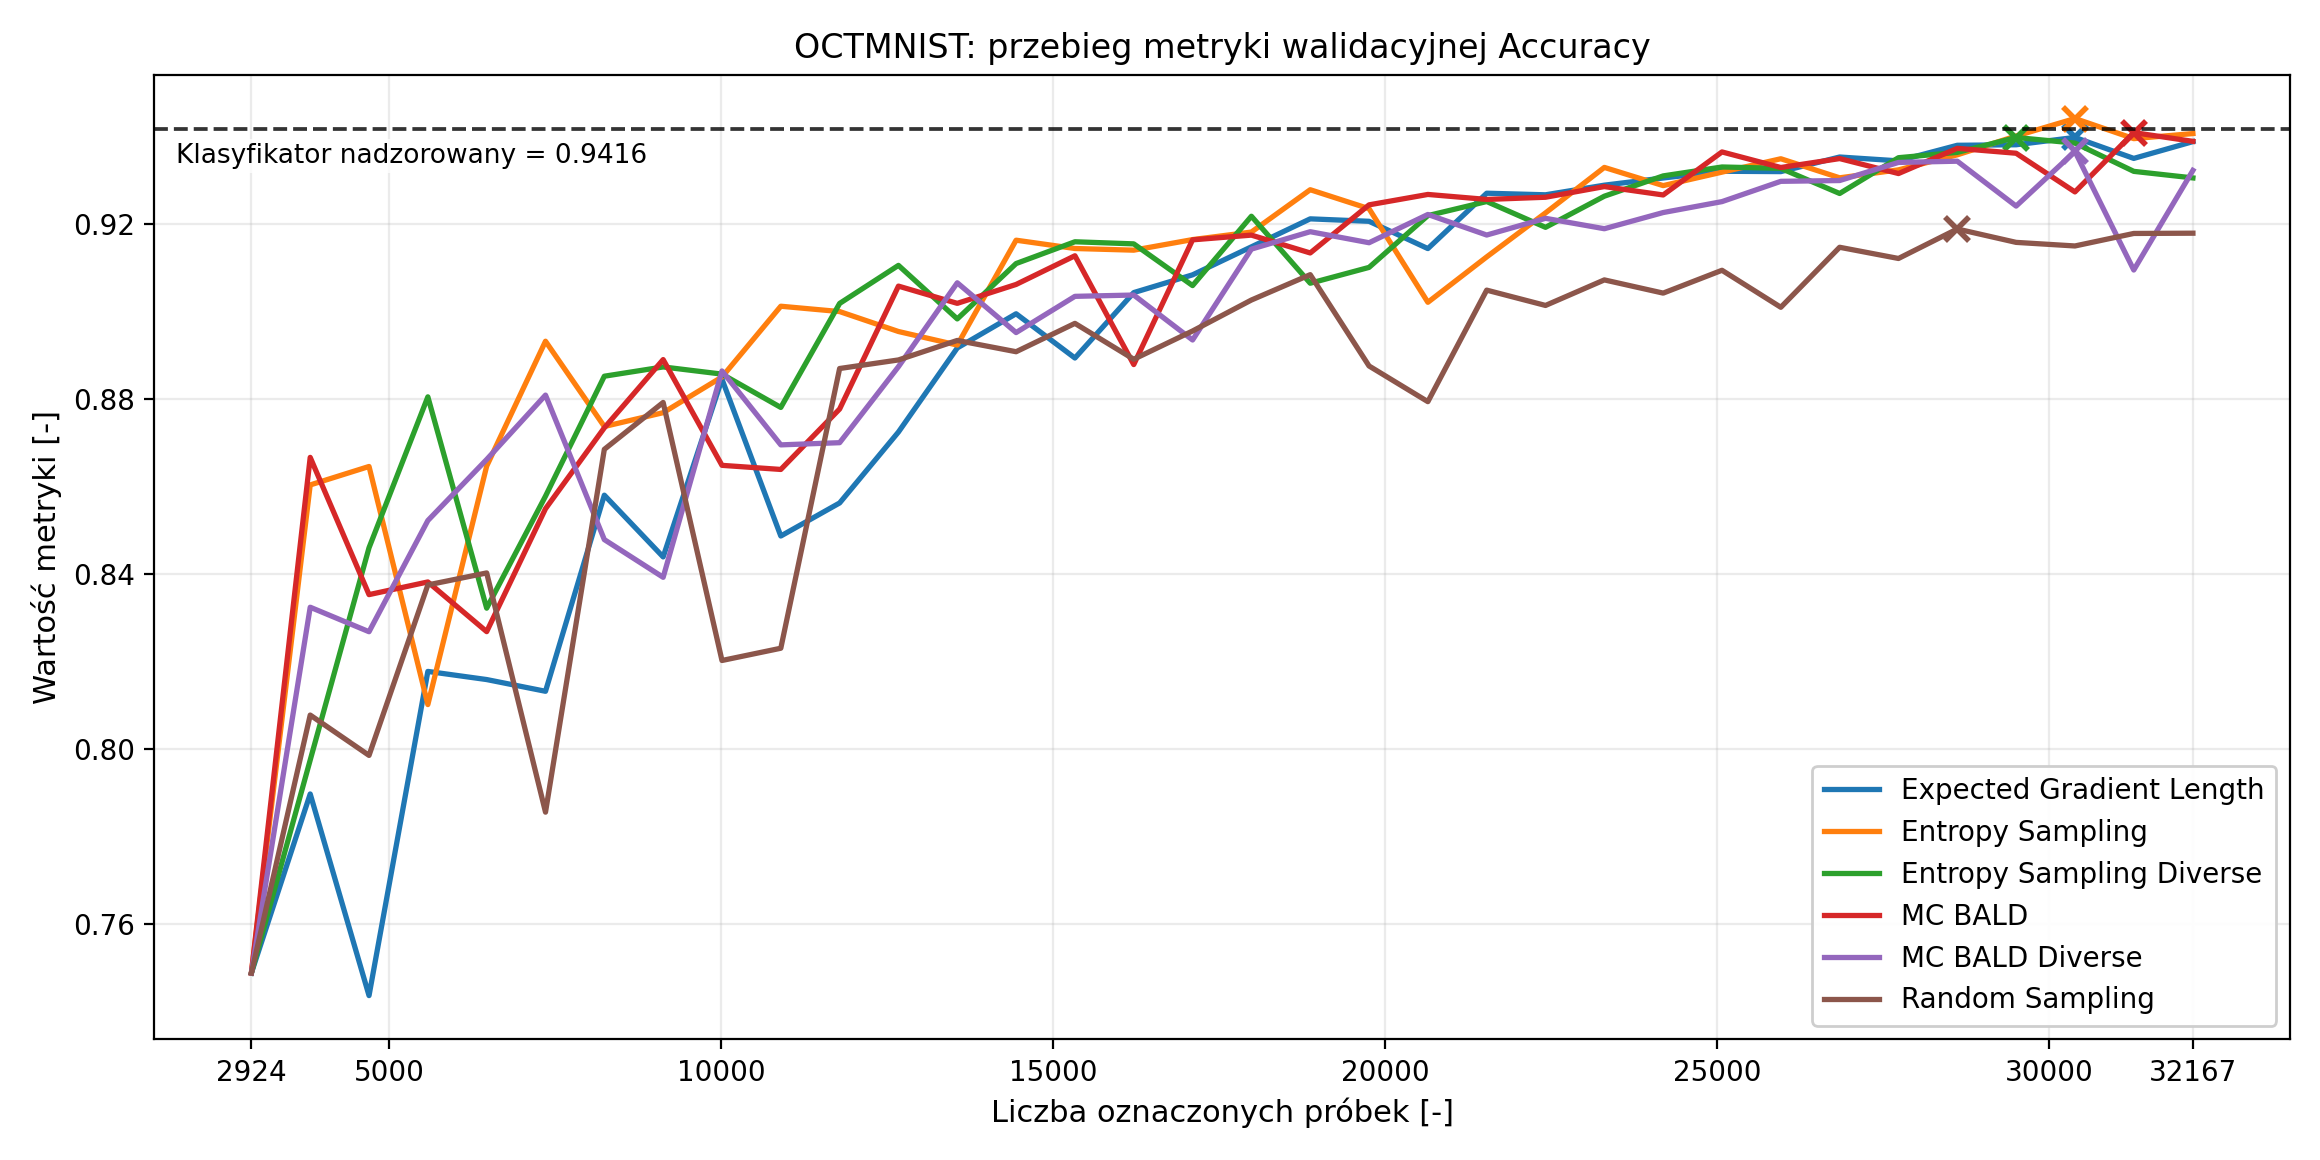 OCTMNIST: przebieg metryki walidacyjnej Accuracy
Klasyfikator nadzorowany = 0.9416
Wartość metryki [-]
0.92
0.88
0.84
0.80
0.76
Expected Gradient Length
Entropy Sampling
Entropy Sampling Diverse
MC BALD
MC BALD Diverse
Random Sampling
2924 5000 10000 15000 20000 25000 30000 32167
Liczba oznaczonych próbek [-]